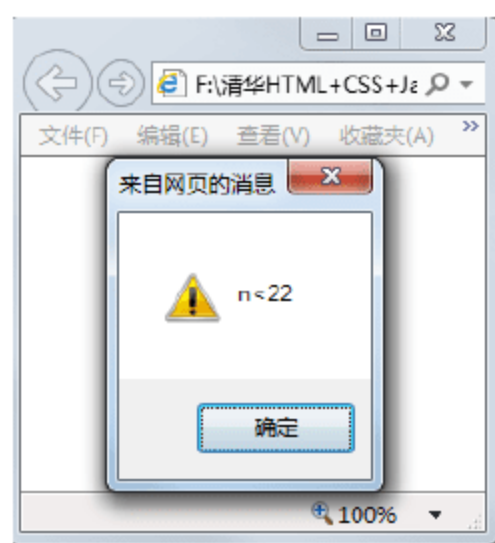 F:\清华HTML+CSS+Ja
文件(F) 编辑(E) 查看(V) 收藏夹(A) »
来自网页的消息
n<22
确定
100%